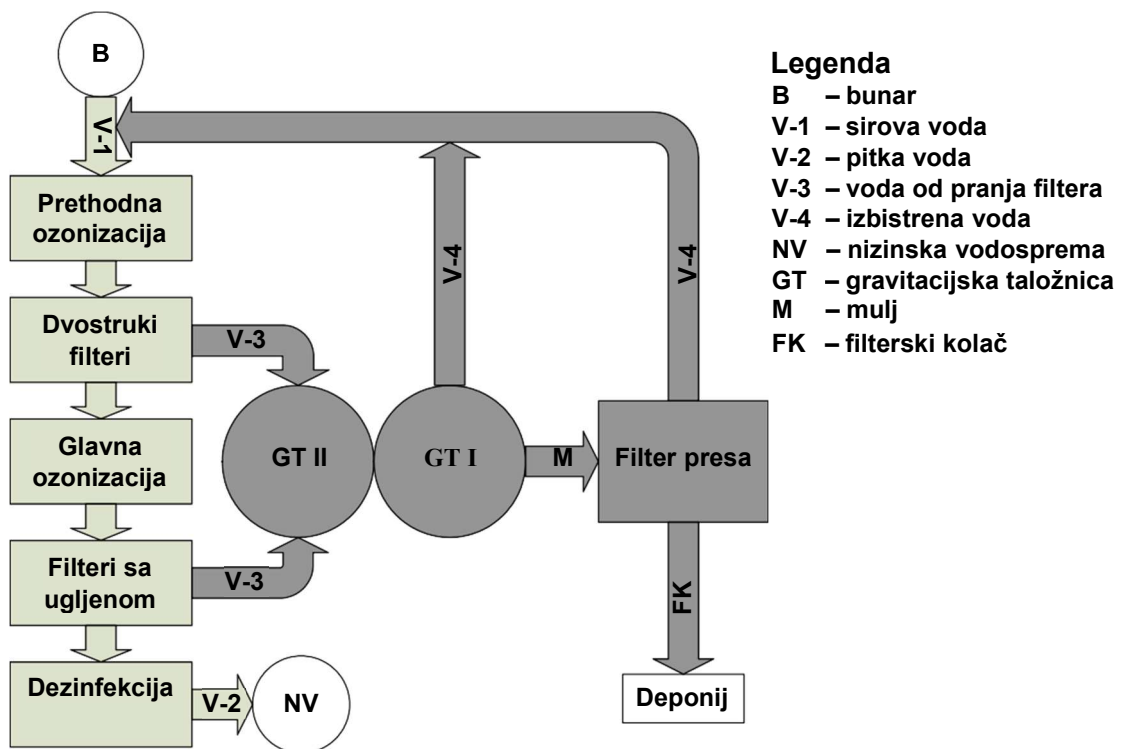 B
V-1
Prethodna
ozonizacija
Dvostruki
filteri
V-3
Glavna
ozonizacija
Filteri sa
ugljenom
V-3
Dezinfekcija
V-2
NV
GT II
GT I
V-4
M
Filter presa
V-4
FK
Deponij
Legenda
B – bunar
V-1 – sirova voda
V-2 – pitka voda
V-3 – voda od pranja filtera
V-4 – izbistrena voda
NV – nizinska vodosprema
GT – gravitacijska taložnica
M – mulj
FK – filterski kolač